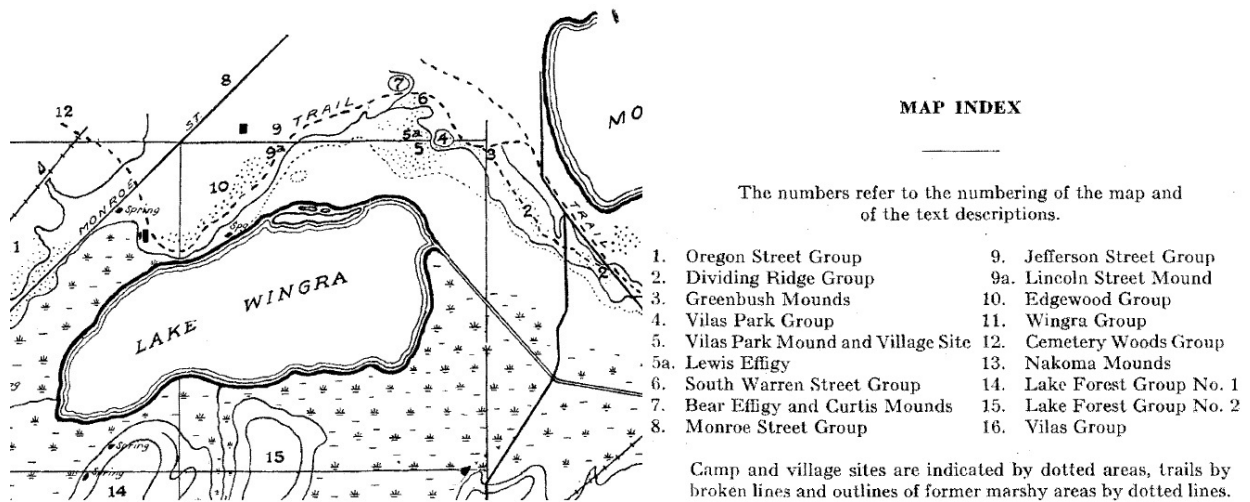 8
12
ST.
7
6
TRAIL
9
5a
4
9a
5
3
10
MONROE
Spring
Spg
2
TRAIL
1
MO
2
LAKE WINGRA
Spring
15
Spring
14
MAP INDEX
The numbers refer to the numbering of the map and
of the text descriptions.
1. Oregon Street Group
2. Dividing Ridge Group
3. Greenbush Mounds
4. Vilas Park Group
5. Vilas Park Mound and Village Site
5a. Lewis Effigy
6. South Warren Street Group
7. Bear Effigy and Curtis Mounds
8. Monroe Street Group
9. Jefferson Street Group
9a. Lincoln Street Mound
10. Edgewood Group
11. Wingra Group
12. Cemetery Woods Group
13. Nakoma Mounds
14. Lake Forest Group No. 1
15. Lake Forest Group No. 2
16. Vilas Group
Camp and village sites are indicated by dotted areas, trails by
broken lines and outlines of former marshy areas by dotted lines.